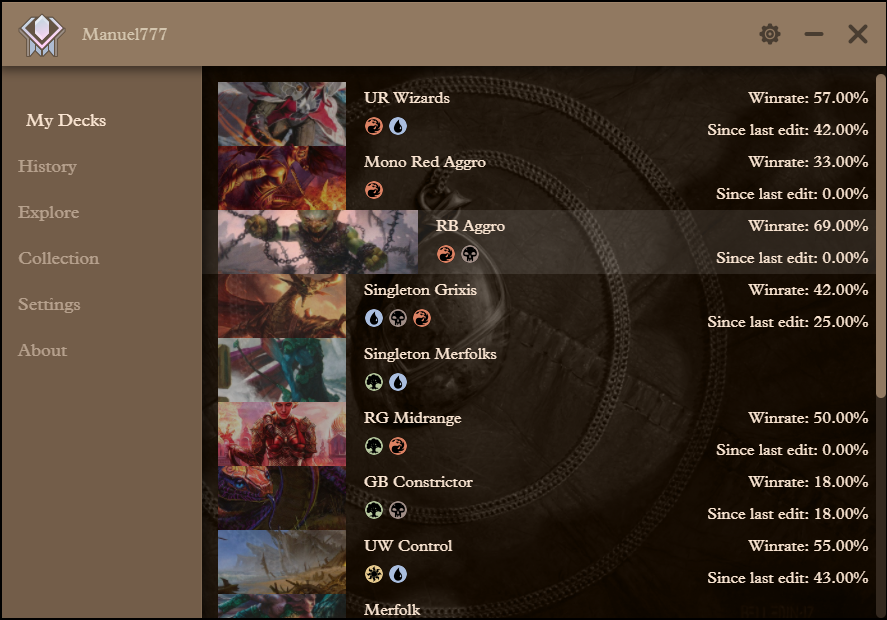 Manuel777
My Decks
History
Explore
Collection
Settings
About
UR Wizards
Winrate: 57.00%
Since last edit: 42.00%
Mono Red Aggro
Winrate: 33.00%
Since last edit: 0.00%
RB Aggro
Winrate: 69.00%
Since last edit: 0.00%
Singleton Grixis
Winrate: 42.00%
Since last edit: 25.00%
Singleton Merfolks
RG Midrange
Winrate: 50.00%
Since last edit: 0.00%
GB Constrictor
Winrate: 18.00%
Since last edit: 18.00%
UW Control
Winrate: 55.00%
Since last edit: 43.00%
Merfolk